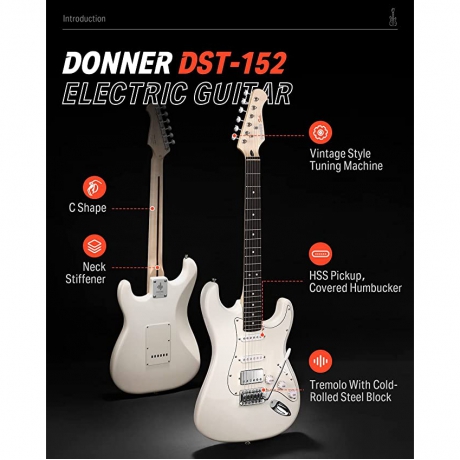 Introduction
DONNER DST-152
ELECTRIC GUITAR
Vintage Style
Tuning Machine
C Shape
Neck
Stiffener
HSS Pickup,
Covered Humbucker
Tremolo With Cold-
Rolled Steel Block